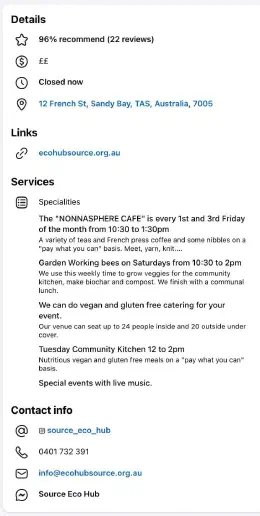 Details
96% recommend (22 reviews)
££
Closed now
12 French St, Sandy Bay, TAS, Australia, 7005
Links
ecohubsource.org.au
Services
Specialities
The "NONNASPHERE CAFE" is every 1st and 3rd Friday
of the month from 10:30 to 1:30pm
A variety of teas and French press coffee and some nibbles on a
"pay what you can" basis. Meet, yarn, knit....
Garden Working bees on Saturdays from 10:30 to 2pm
We use this weekly time to grow veggies for the community
kitchen, make biochar and compost. We finish with a communal
lunch.
We can do vegan and gluten free catering for your
event.
Our venue can seat up to 24 people inside and 20 outside under
cover.
Tuesday Community Kitchen 12 to 2pm
Nutritious vegan and gluten free meals on a "pay what you can"
basis.
Special events with live music.
Contact info
source_eco_hub
0401 732 391
info@ecohubsource.org.au
Source Eco Hub